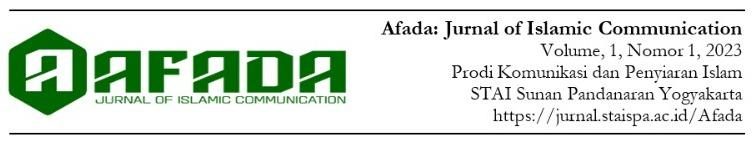 AFADA
JURNAL OF ISLAMIC COMMUNICATION
Afada: Jurnal of Islamic Communication
Volume, 1, Nomor 1, 2023
Prodi Komunikasi dan Penyiaran Islam
STAI Sunan Pandanaran Yogyakarta
https://jurnal.staispa.ac.id/Afada